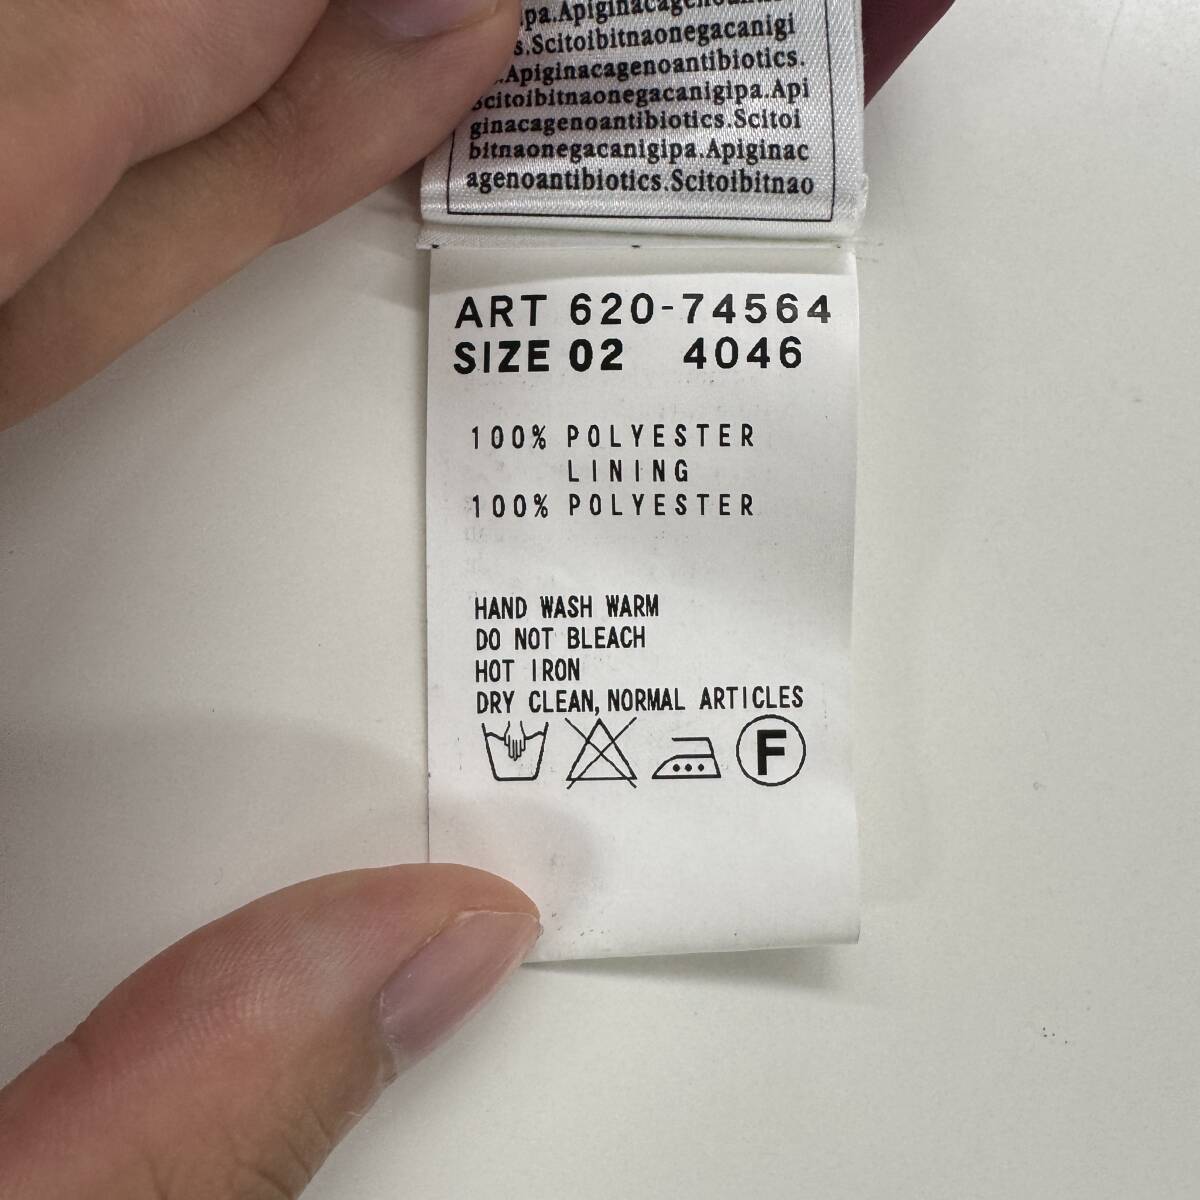 pa.Apiginacagenoanti
s.Scitoibitnaonegacanigi
.Apiginacagenoantibiotics.
Scitoibitnaonegacanigipa.Api
ginacagenoantibiotics.Scitoi
bitnaonegacanigipa.Apiginac
agenoantibiotics.Scitoibitnao
ART 620-74564
SIZE 02 4046
100% POLYESTER
LINING
100% POLYESTER
HAND WASH WARM
DO NOT BLEACH
HOT IRON
DRY CLEAN, NORMAL ARTICLES
F